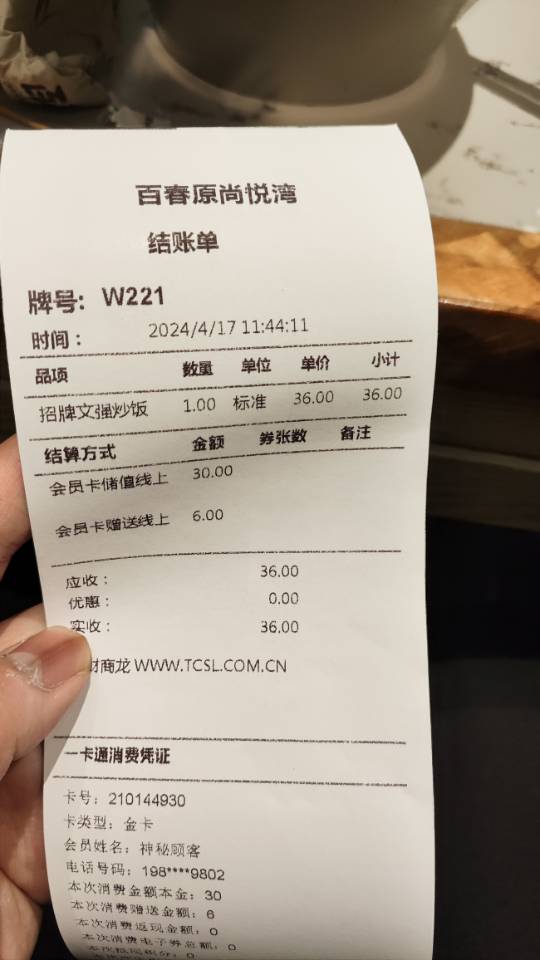 百春原尚悦湾
结账单
牌号: W221
时间： 2024/4/17 11:44:11
品项 数量 单位 单价 小计
招牌文强炒饭 1.00 标准 36.00 36.00
结算方式 金额 券张数 备注
会员卡储值线上 30.00
会员卡赠送线上 6.00
应收： 36.00
优惠： 0.00
实收： 36.00
财商龙 WWW.TCSL.COM.CN
一卡通消费凭证
卡号：210144930
卡类型：金卡
会员姓名：神秘顾客
电话号码：198****9802
本次消费金额本金：30
本次消费赠送金额：6
本次消费返现金额：0
本次消费电子券总额：0
本次抵现积分：0